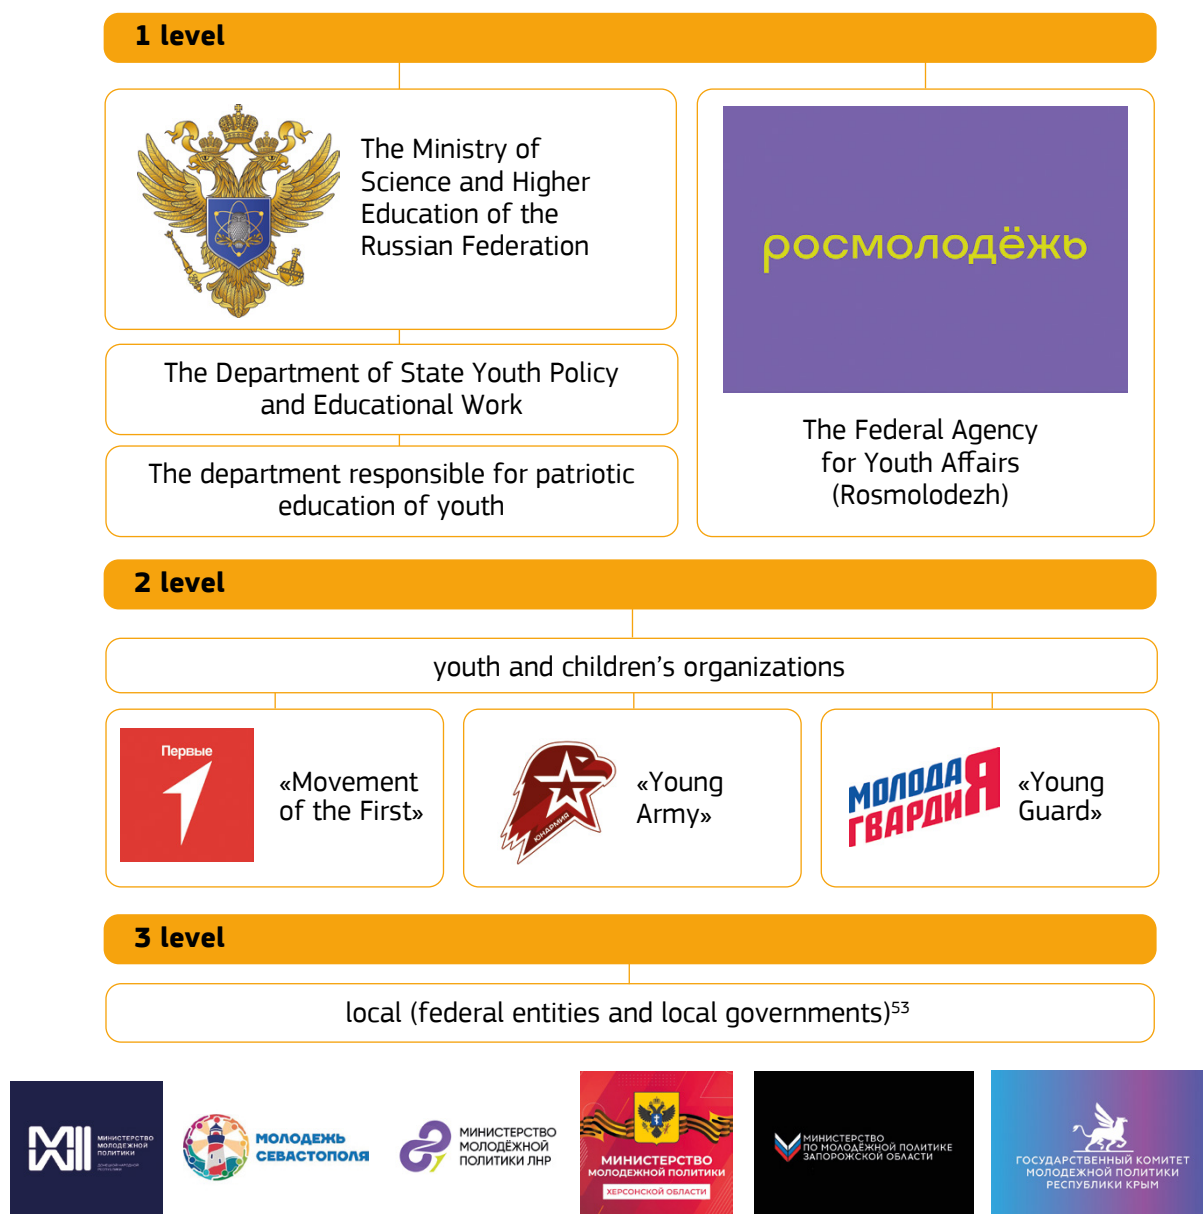 1 level
The Ministry of
Science and Higher
Education of the
Russian Federation
росмолодёжь
The Department of State Youth Policy
and Educational Work
The Federal Agency
for Youth Affairs
(Rosmolodezh)
The department responsible for patriotic
education of youth
2 level
youth and children’s organizations
Первые
«Movement
of the First»
ЮНАРМИЯ
«Young
Army»
МОЛОДАЯ
ГВАРДИЯ
«Young
Guard»
3 level
local (federal entities and local governments)53
МИНИСТЕРСТВО
МОЛОДЕЖНОЙ
ПОЛИТИКИ
ДОНЕЦКОЙ НАРОДНОЙ
РЕСПУБЛИКИ
МОЛОДЕЖЬ
СЕВАСТОПОЛЯ
МИНИСТЕРСТВО
МОЛОДЁЖНОЙ
ПОЛИТИКИ ЛНР
МИНИСТЕРСТВО
МОЛОДЕЖНОЙ ПОЛИТИКИ
ХЕРСОНСКОЙ ОБЛАСТИ
МИНИСТЕРСТВО
ПО МОЛОДЁЖНОЙ ПОЛИТИКЕ
ЗАПОРОЖСКОЙ ОБЛАСТИ
ГОСУДАРСТВЕННЫЙ КОМИТЕТ
МОЛОДЕЖНОЙ ПОЛИТИКИ
РЕСПУБЛИКИ КРЫМ